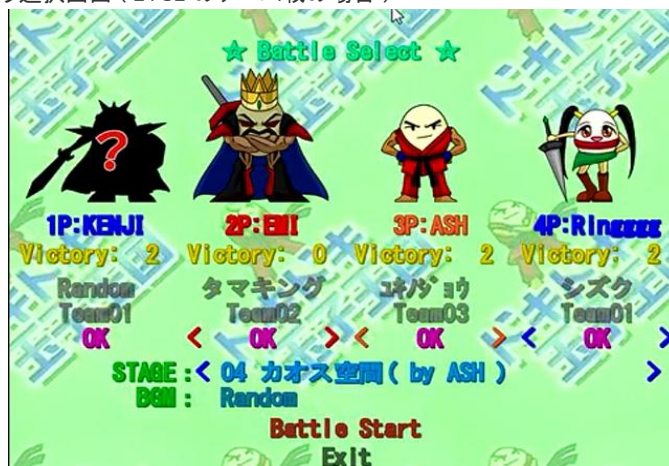 ☆ Battle Select ☆
?
1P:KENJI 2P:EMI 3P:ASH 4P:Ringggg
Victory: 2 Victory: 0 Victory: 2 Victory: 2
Random タマキング ユキノジョウ シズク
Team01 Team02 Team03 Team01
OK < OK > < OK > < OK >
STAGE :< 04 カオス空間 ( by ASH ) >
BGM : Random
Battle Start
Exit